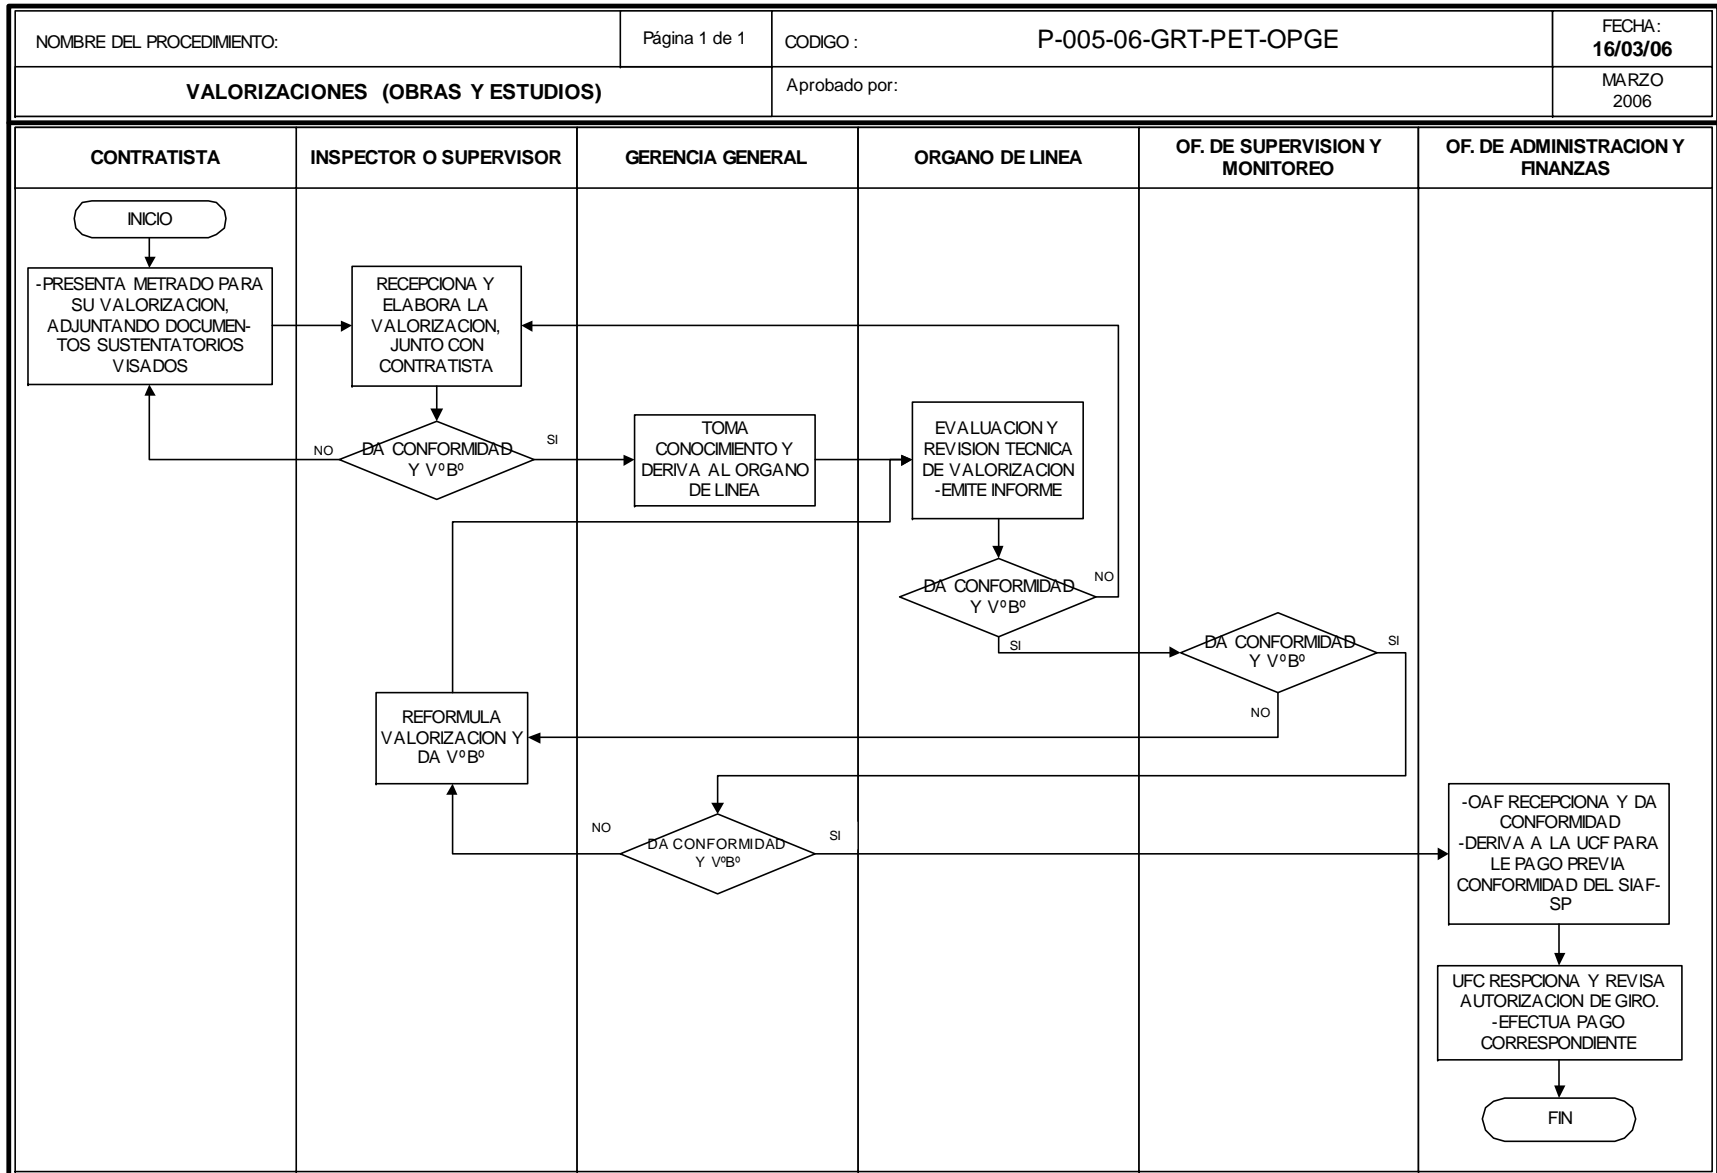 NOMBRE DEL PROCEDIMIENTO:
Página 1 de 1
CODIGO :
P-005-06-GRT-PET-OPGE
FECHA:
16/03/06
VALORIZACIONES (OBRAS Y ESTUDIOS)
Aprobado por:
MARZO
2006
CONTRATISTA
INSPECTOR O SUPERVISOR
GERENCIA GENERAL
ORGANO DE LINEA
OF. DE SUPERVISION Y
MONITOREO
OF. DE ADMINISTRACION Y
FINANZAS
INICIO
-PRESENTA METRADO PARA
SU VALORIZACION,
ADJUNTANDO DOCUMEN-
TOS SUSTENTATORIOS
VISADOS
RECEPCIONA Y
ELABORA LA
VALORIZACION,
JUNTO CON
CONTRATISTA
NO
DA CONFORMIDAD
Y VºBº
SI
TOMA
CONOCIMIENTO Y
DERIVA AL ORGANO
DE LINEA
EVALUACION Y
REVISION TECNICA
DE VALORIZACION
-EMITE INFORME
DA CONFORMIDAD
Y VºBº
NO
SI
DA CONFORMIDAD
Y VºBº
SI
NO
REFORMULA
VALORIZACION Y
DA VºBº
NO
DA CONFORMIDAD
Y VºBº
SI
-OAF RECEPCIONA Y DA
CONFORMIDAD
-DERIVA A LA UCF PARA
LE PAGO PREVIA
CONFORMIDAD DEL SIAF-
SP
UFC RESPCIONA Y REVISA
AUTORIZACION DE GIRO.
-EFECTUA PAGO
CORRESPONDIENTE
FIN